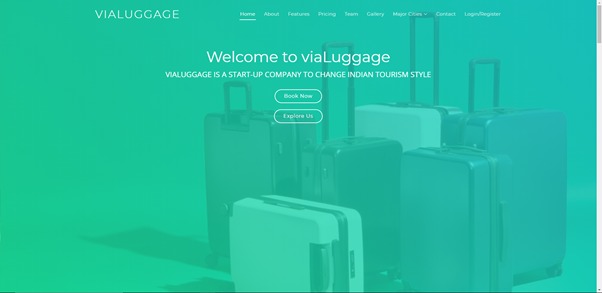 VIALUGGAGE
Home About Features Pricing Team Gallery Major Cities Contact Login/Register
Welcome to viaLuggage
VIALUGGAGE IS A START-UP COMPANY TO CHANGE INDIAN TOURISM STYLE
Book Now
Explore Us